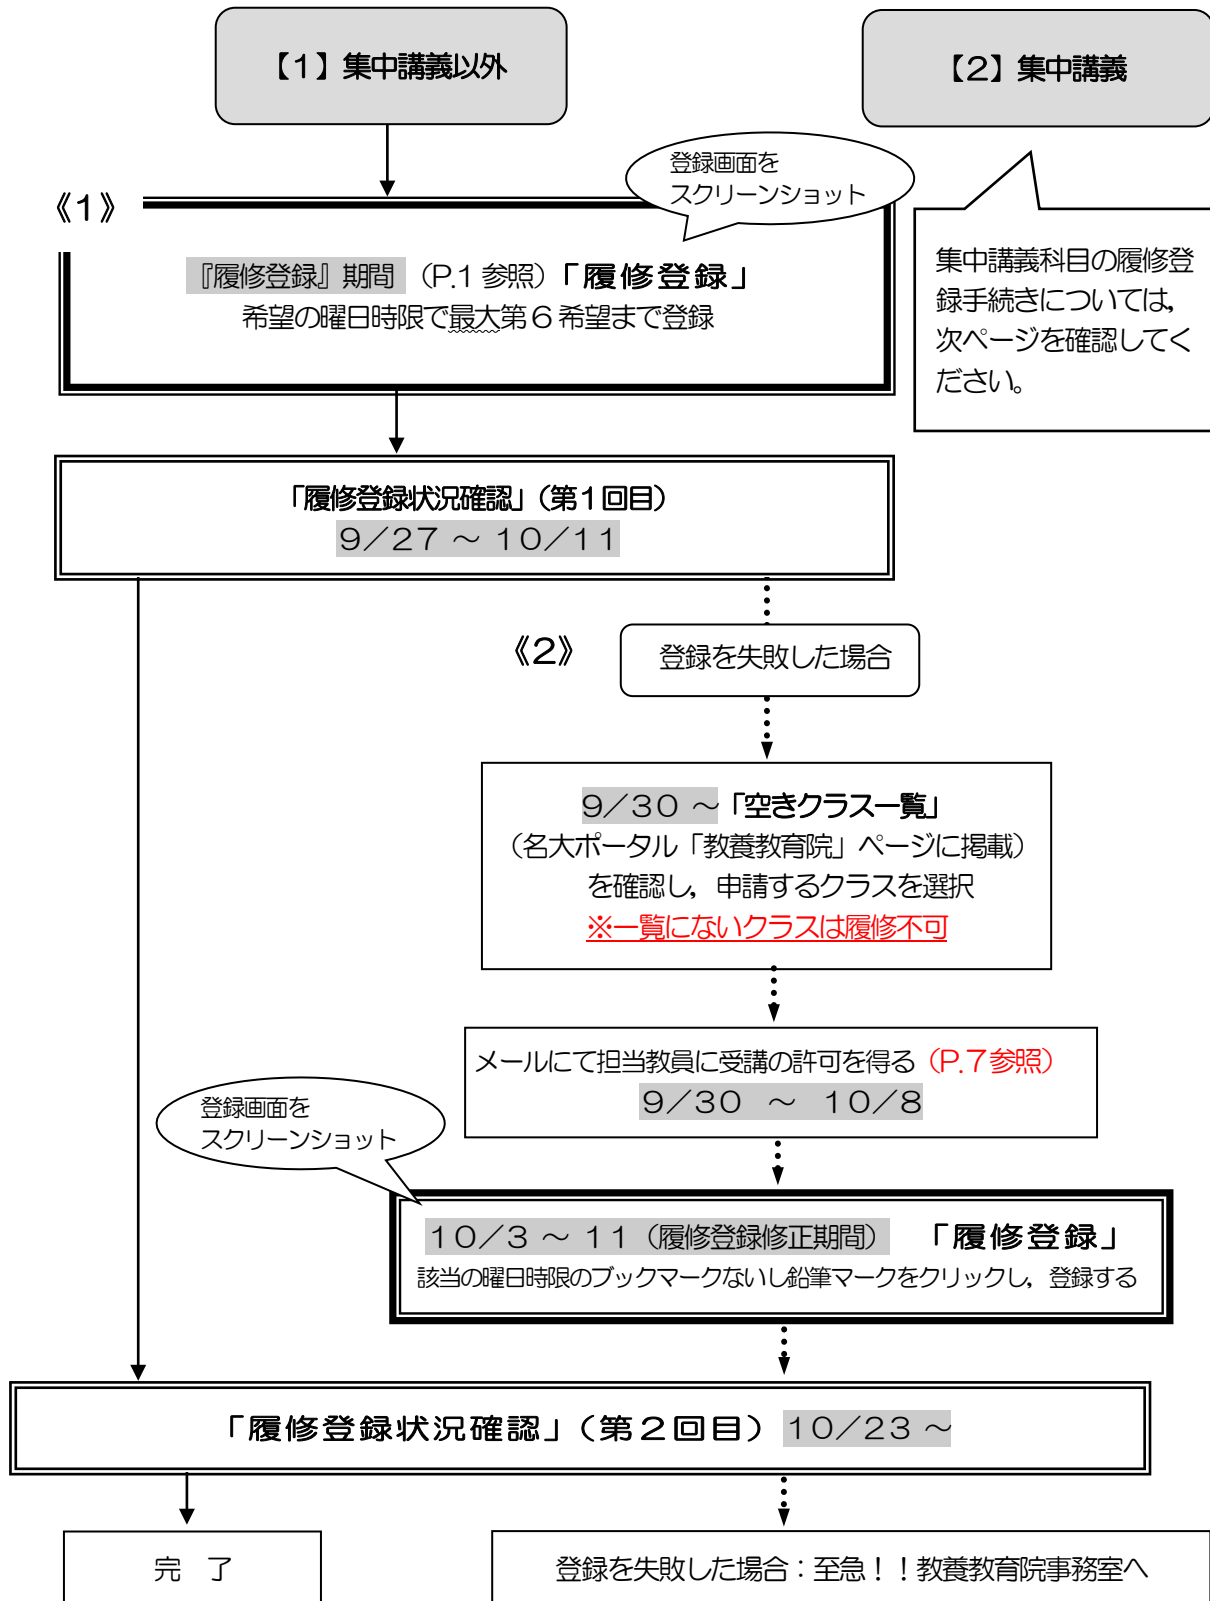 【1】集中講義以外
【2】集中講義
登録画面を
スクリーンショット
《1》
『履修登録』期間 （P.1 参照）「履修登録」
希望の曜日時限で最大第６希望まで登録
集中講義科目の履修登
録手続きについては，
次ページを確認してく
ださい。
「履修登録状況確認」（第１回目）
９／２７ ～ １０／１１
《2》
登録を失敗した場合
９／３０ ～「空きクラス一覧」
（名大ポータル「教養教育院」ページに掲載）
を確認し，申請するクラスを選択
※一覧にないクラスは履修不可
メールにて担当教員に受講の許可を得る（P.７参照）
９／３０ ～ １０／８
登録画面を
スクリーンショット
１０／３ ～ １１（履修登録修正期間） 「履修登録」
該当の曜日時限のブックマークないし鉛筆マークをクリックし，登録する
「履修登録状況確認」（第２回目）１０／２３ ～
完 了
登録を失敗した場合：至急！！教養教育院事務室へ